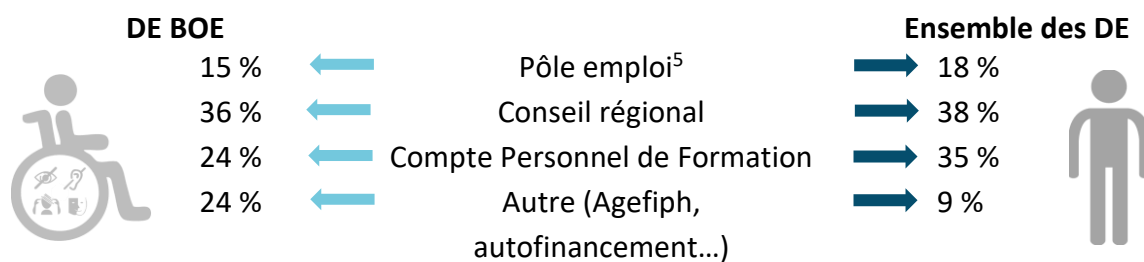 DE BOE Ensemble des DE
15 % Pôle emploi5 18 %
36 % Conseil régional 38 %
24 % Compte Personnel de Formation 35 %
24 % Autre (Agefiph, 9 %
autofinancement…)